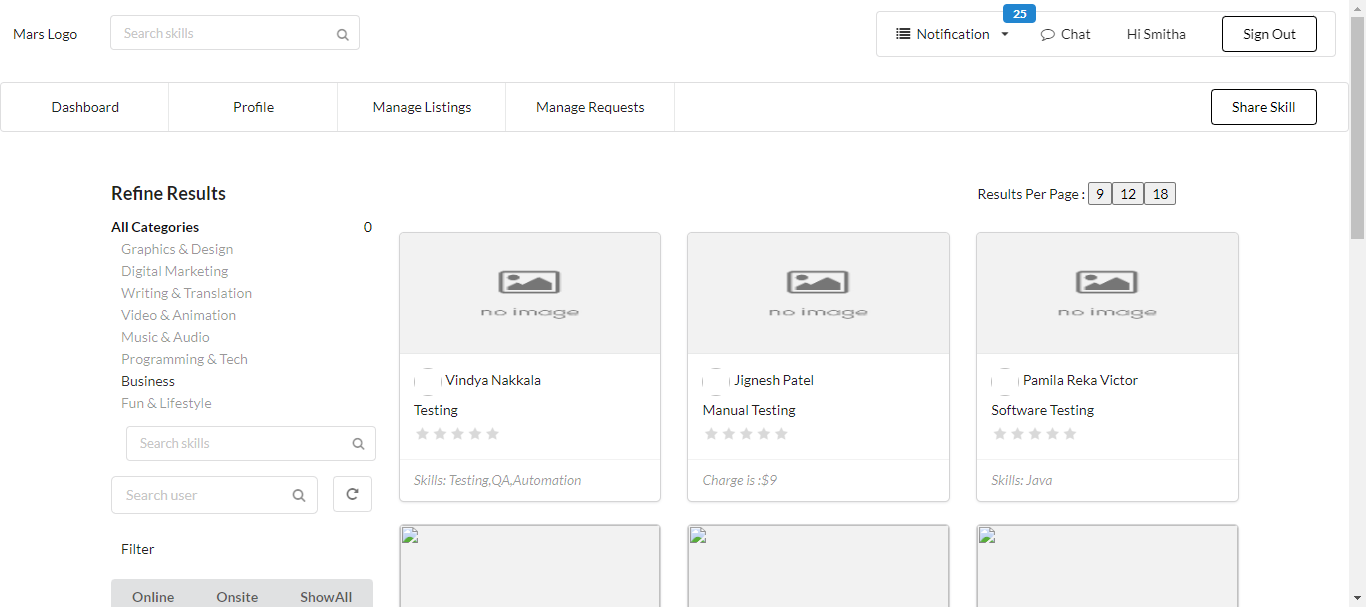 25
Mars Logo
Search skills
Notification
Chat
Hi Smitha
Sign Out
Dashboard
Profile
Manage Listings
Manage Requests
Share Skill
Refine Results
Results Per Page : 9 12 18
All Categories 0
Graphics & Design
Digital Marketing
Writing & Translation
Video & Animation
Music & Audio
Programming & Tech
Business
Fun & Lifestyle
Search skills
Search user
Filter
Online
Onsite
ShowAll
no image
Vindya Nakkala
Testing
Skills: Testing,QA,Automation
no image
Jignesh Patel
Manual Testing
Charge is :$9
no image
Pamila Reka Victor
Software Testing
Skills: Java